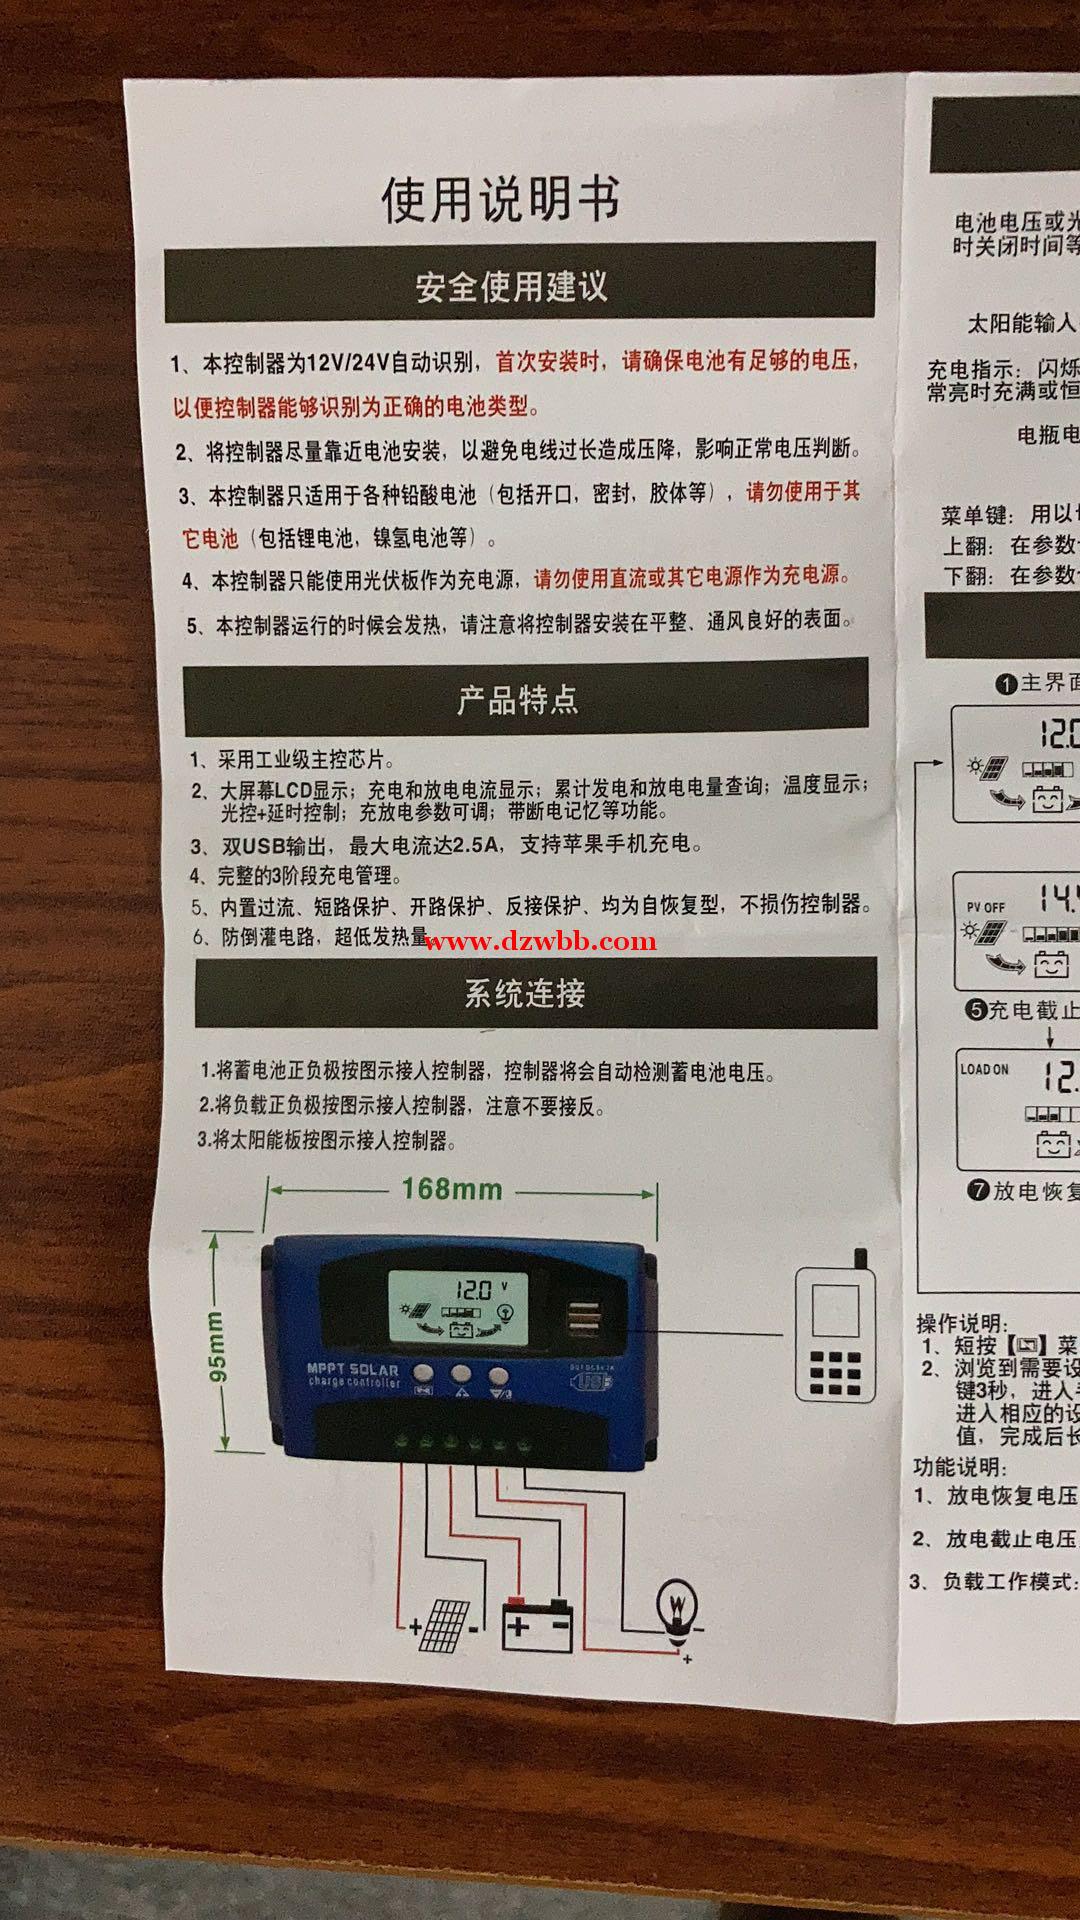 使用说明书
安全使用建议
1、本控制器为12V/24V自动识别，首次安装时，请确保电池有足够的电压，
以便控制器能够识别为正确的电池类型。
2、将控制器尽量靠近电池安装，以避免电线过长造成压降，影响正常电压判断。
3、本控制器只适用于各种铅酸电池（包括开口，密封，胶体等），请勿使用于其
它电池（包括锂电池，镍氢电池等）。
4、本控制器只能使用光伏板作为充电源，请勿使用直流或其它电源作为充电源。
5、本控制器运行的时候会发热，请注意将控制器安装在平整、通风良好的表面。
产品特点
1、采用工业级主控芯片。
2、大屏幕LCD显示；充电和放电电流显示；累计发电和放电电量查询；温度显示；
光控+延时控制；充放电参数可调；带断电记忆等功能。
3、双USB输出，最大电流达2.5A，支持苹果手机充电。
4、完整的3阶段充电管理。
5、内置过流、短路保护、开路保护、反接保护、均为自恢复型，不损伤控制器。
6、防倒灌电路，超低发热量
www.dzwbb.com
系统连接
1.将蓄电池正负极按图示接人控制器，控制器将会自动检测蓄电池电压。
2.将负载正负极按图示接人控制器，注意不要接反。
3.将太阳能板按图示接人控制器。
168mm
95mm
12.0 V
MPPT SOLAR
charge controller
USB
+ -
+ -
W
-
+
电池电压或光
时关闭时间等
太阳能输人
充电指示：闪烁
常亮时充满或恒
电瓶电
菜单键：用以
上翻：在参数
下翻：在参数
1主界面
12.0
PV OFF
14.
5充电截止
LOAD ON
12.
7放电恢复
操作说明：
1、短按【】菜
2、浏览到需要设
键3秒，进入
进人相应的设
值，完成后长
功能说明：
1、放电恢复电压
2、放电截止电压
3、负载工作模式：